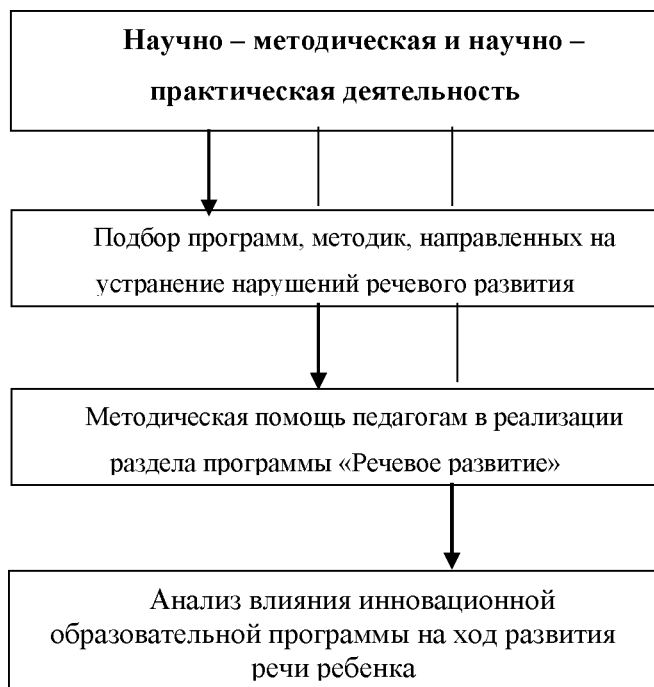 Научно – методическая и научно –
практическая деятельность
Подбор программ, методик, направленных на
устранение нарушений речевого развития
Методическая помощь педагогам в реализации
раздела программы «Речевое развитие»
Анализ влияния инновационной
образовательной программы на ход развития
речи ребенка